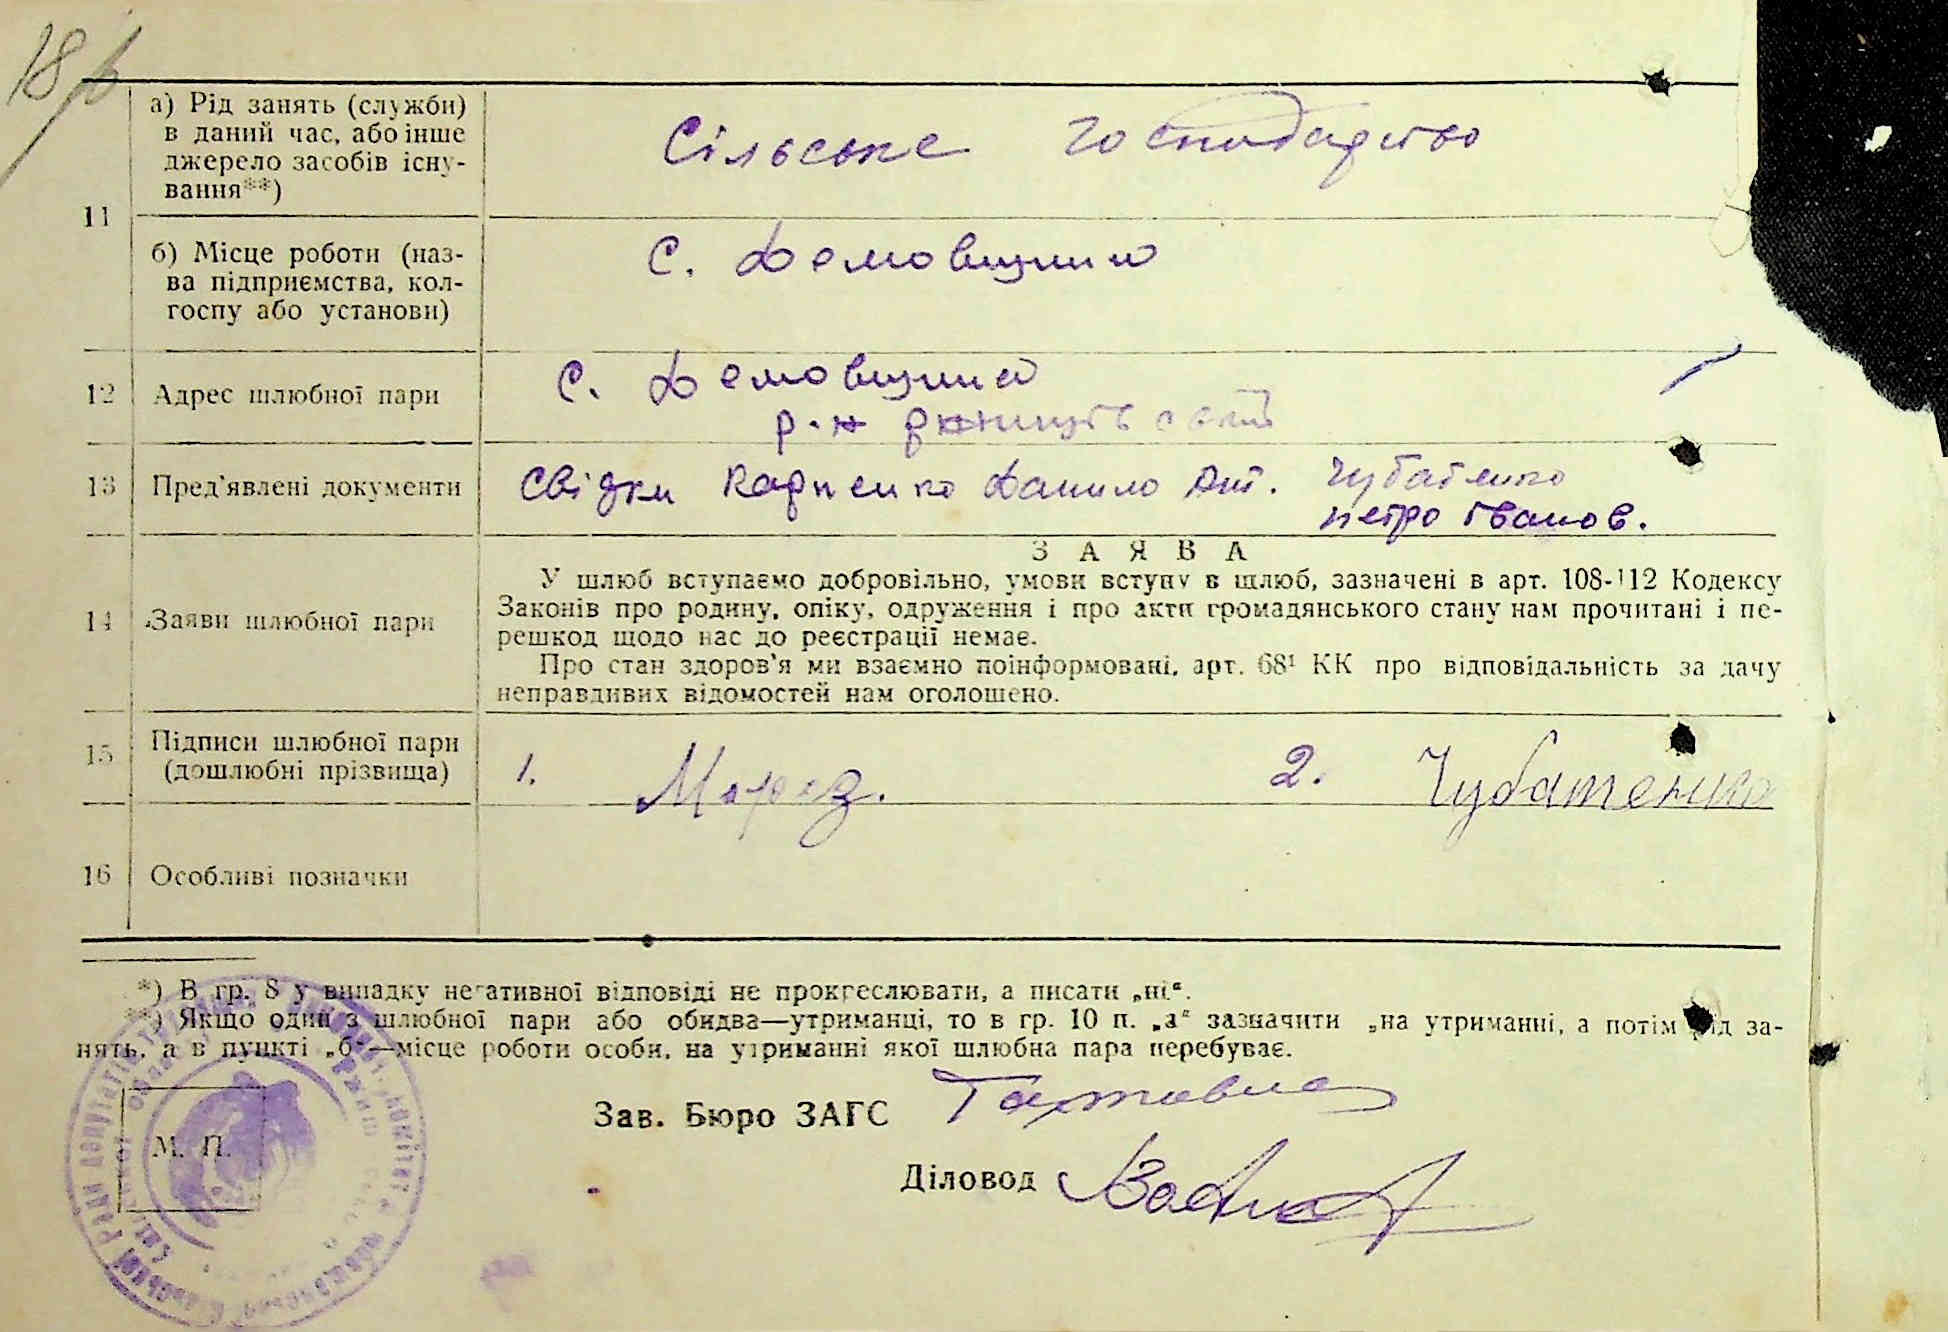 18
а) Рід занять (служби)
в даний час, або інше
джерело засобів існу-
вання**)
Сільське господарство
11
б) Місце роботи (наз-
ва підприємства, кол-
госпу або установи)
с. Демовщина
12
Адрес шлюбної пари
с. Демовщина
р-н
13
Пред'явлені документи
Свідки Карпенко Данило Ант. Чубатенко
Петро Іванов.
14
Заяви шлюбної пари
ЗАЯВА
У шлюб вступаємо добровільно, умови вступу в шлюб, зазначені в арт. 108-112 Кодексу
Законів про родину, опіку, одруження і про акти громадянського стану нам прочитані і пе-
решкод щодо нас до реєстрації немає.
Про стан здоров'я ми взаємно поінформовані, арт. 68¹ КК про відповідальність за дачу
неправдивих відомостей нам оголошено.
15
Підписи шлюбної пари
(дошлюбні прізвища)
1. Мороз. 2. Чубатенко
16
Особливі позначки
*) В гр. 8 у випадку негативної відповіді не прокреслювати, а писати „ні“.
**) Якщо один з шлюбної пари або обидва—утриманці, то в гр. 10 п. „а“ зазначити „на утриманні, а потім рід за-
нять, а в пункті „б“—місце роботи особи, на утриманні якої шлюбна пара перебуває.
М. П.
Зав. Бюро ЗАГС
Діловод